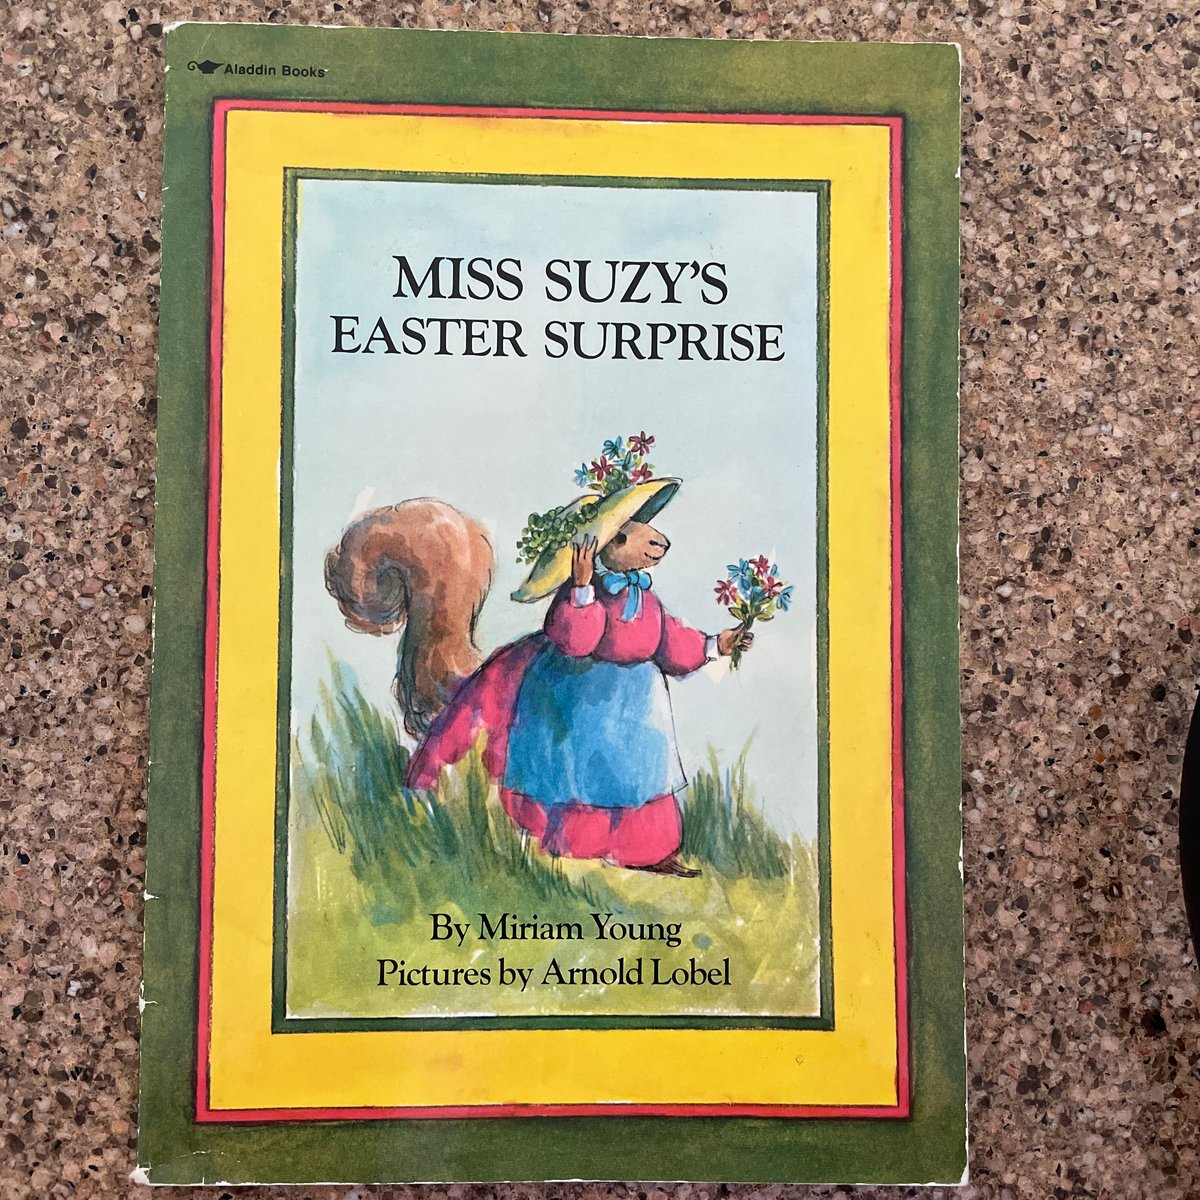 Aladdin Books
MISS SUZY'S
EASTER SURPRISE
By Miriam Young
Pictures by Arnold Lobel